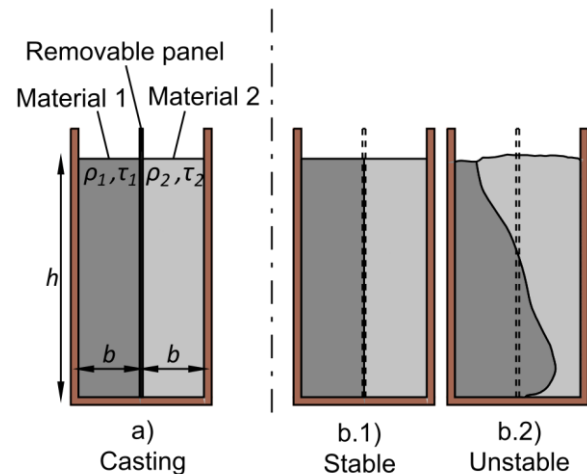 Removable panel
Material 1 Material 2
ρ₁,τ₁ ρ₂,τ₂
h
b b
a) b.1) b.2)
Casting Stable Unstable